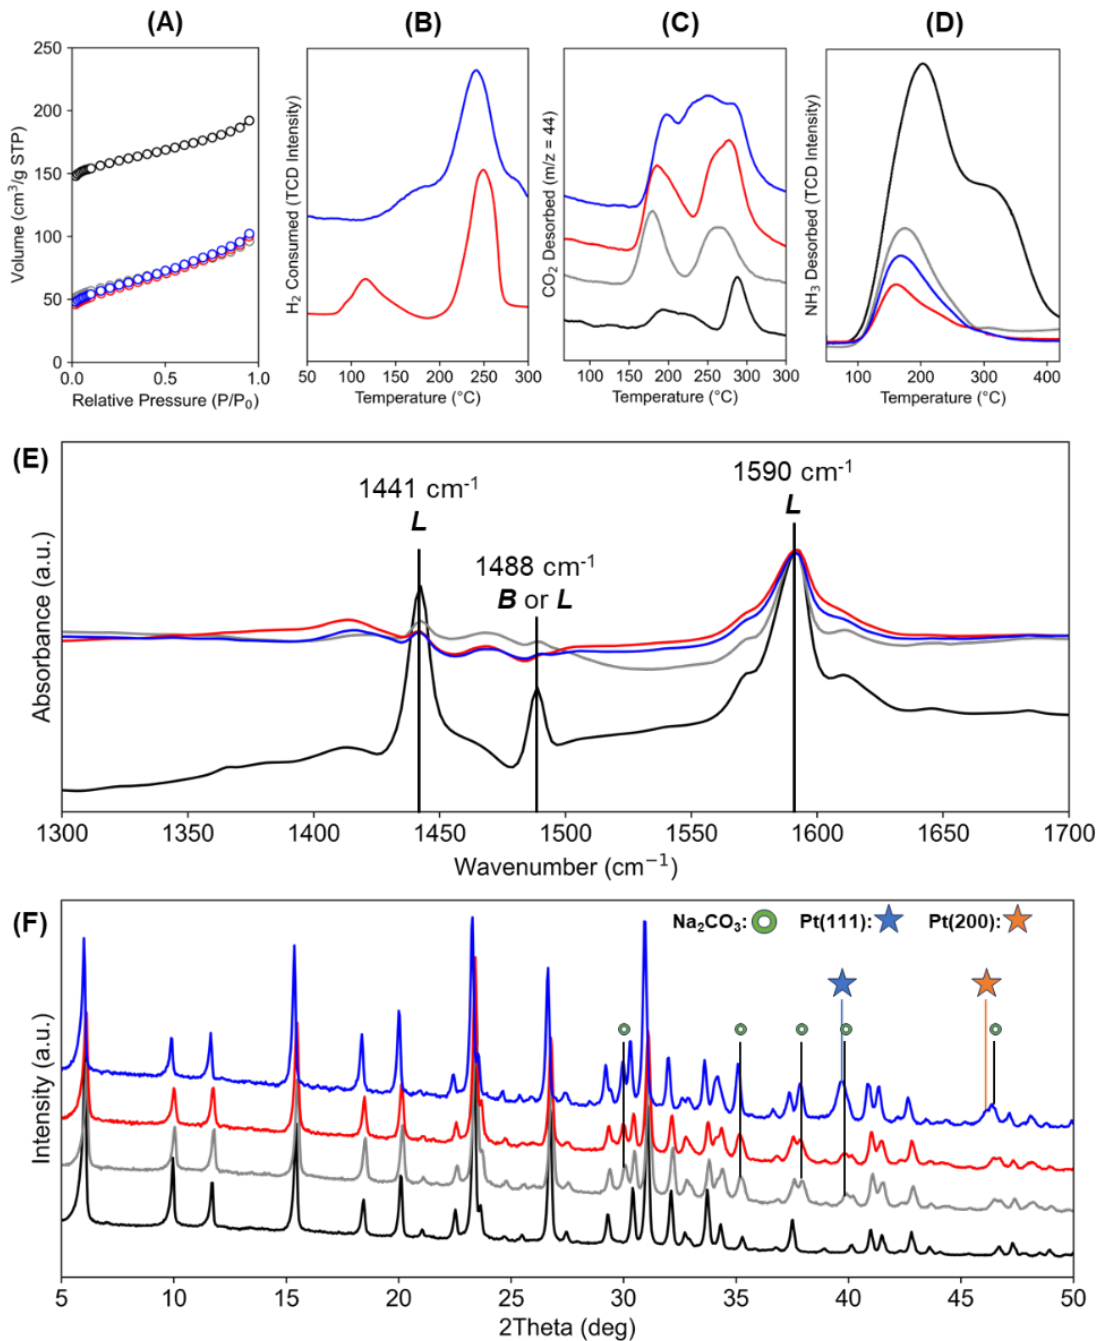 (A)
(B)
(C)
(D)
Volume (cm³/g STP)
250
200
150
100
50
0
0.0
0.5
1.0
Relative Pressure (P/P₀)
H₂ Consumed (TCD Intensity)
50
100
150
200
250
300
Temperature (°C)
CO₂ Desorbed (m/z = 44)
100
150
200
250
300
Temperature (°C)
NH₃ Desorbed (TCD Intensity)
100
200
300
400
Temperature (°C)
(E)
1441 cm⁻¹
L
1488 cm⁻¹
B or L
1590 cm⁻¹
L
Absorbance (a.u.)
1300
1350
1400
1450
1500
1550
1600
1650
1700
Wavenumber (cm⁻¹)
(F)
Na₂CO₃:
Pt(111):
Pt(200):
Intensity (a.u.)
5
10
15
20
25
30
35
40
45
50
2Theta (deg)